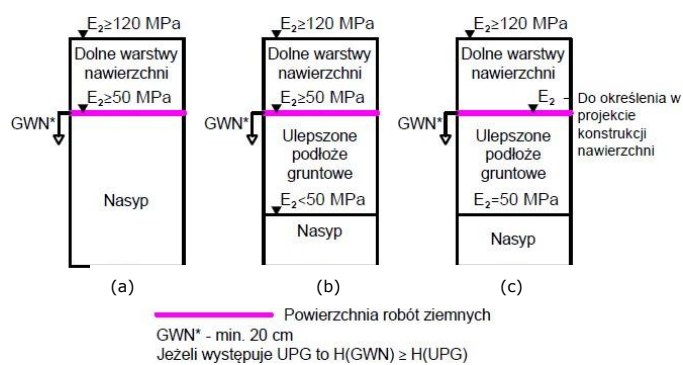 E₂≥120 MPa
Dolne warstwy
nawierzchni
E₂≥50 MPa
GWN*
Nasyp
(a)
E₂≥120 MPa
Dolne warstwy
nawierzchni
E₂≥50 MPa
GWN*
Ulepszone
podłoże
gruntowe
E₂<50 MPa
Nasyp
(b)
E₂≥120 MPa
Dolne warstwy
nawierzchni
E₂ – Do określenia w
projekcie
konstrukcji
nawierzchni
GWN*
Ulepszone
podłoże
gruntowe
E₂=50 MPa
Nasyp
(c)
Powierzchnia robót ziemnych
GWN* - min. 20 cm
Jeżeli występuje UPG to H(GWN) ≥ H(UPG)